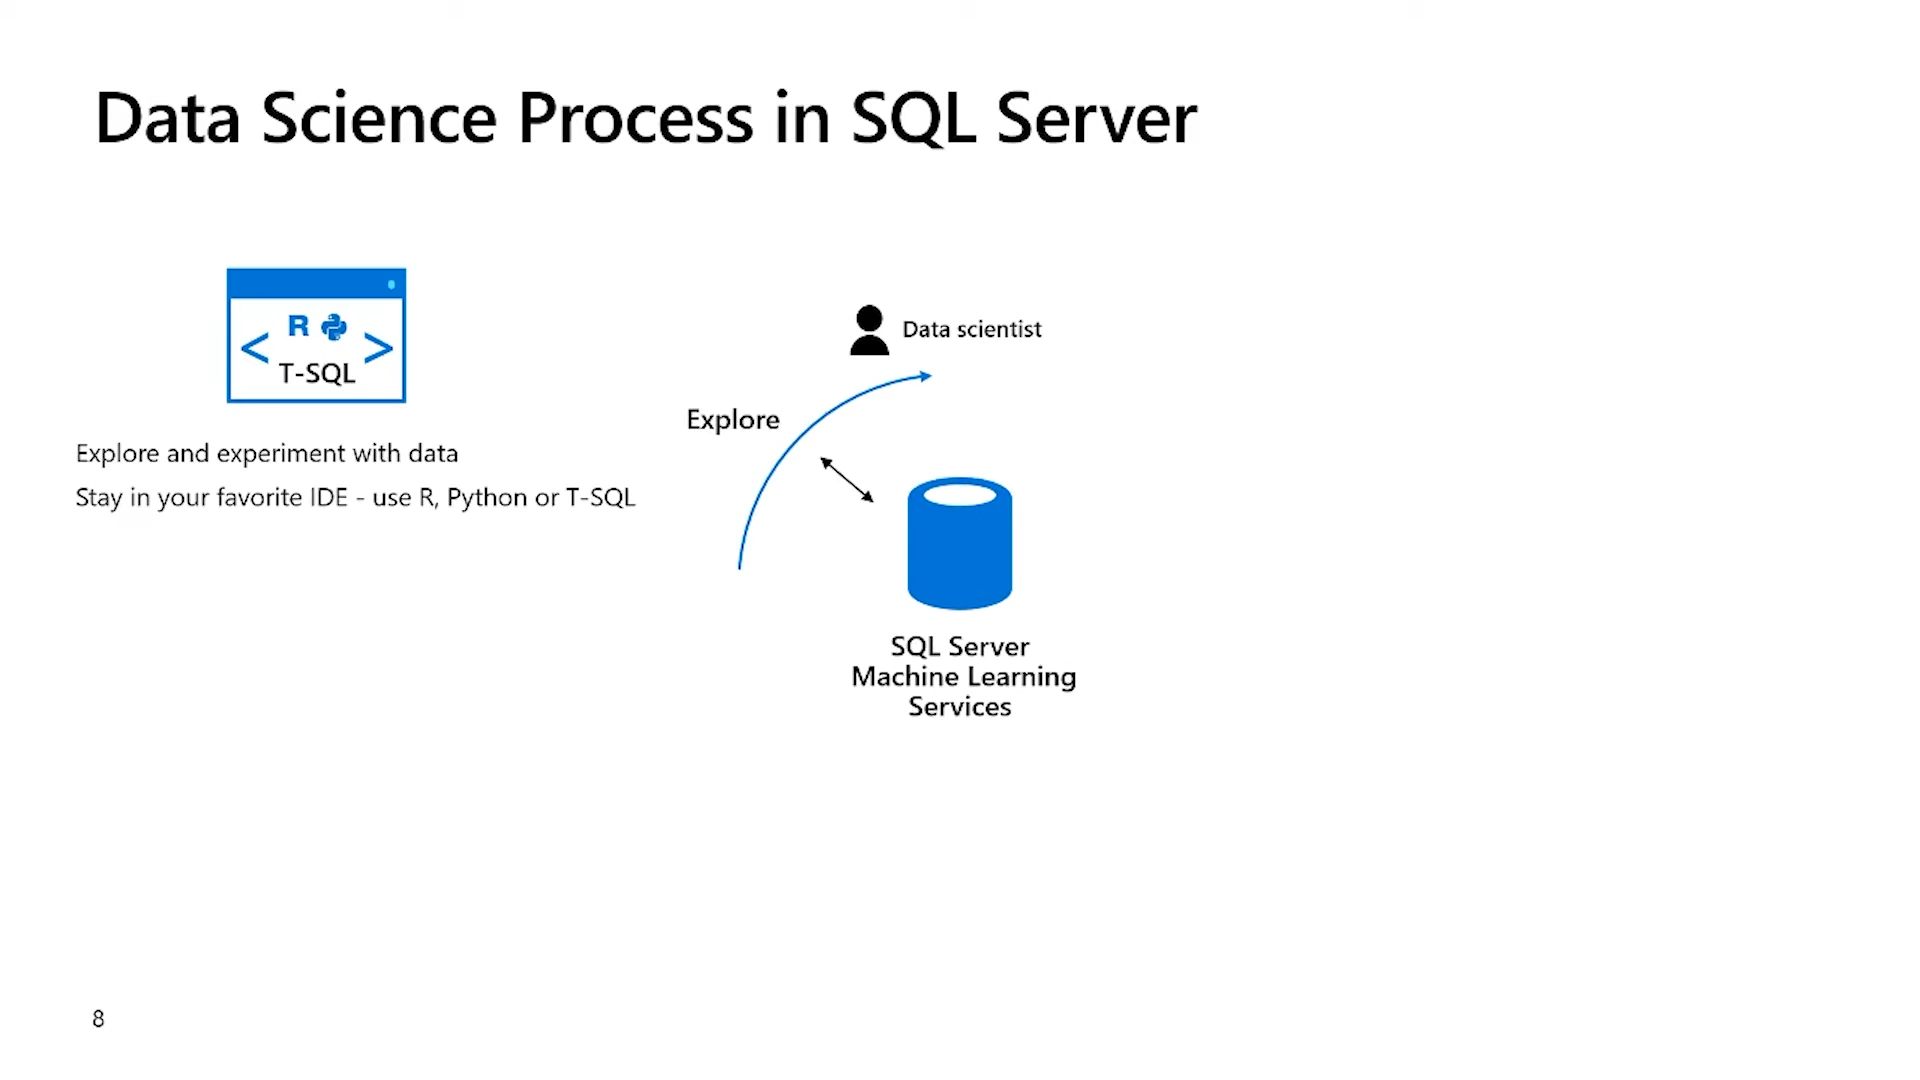 Data Science Process in SQL Server
R
< >
T-SQL
Explore and experiment with data
Stay in your favorite IDE - use R, Python or T-SQL
Data scientist
Explore
SQL Server
Machine Learning
Services
8